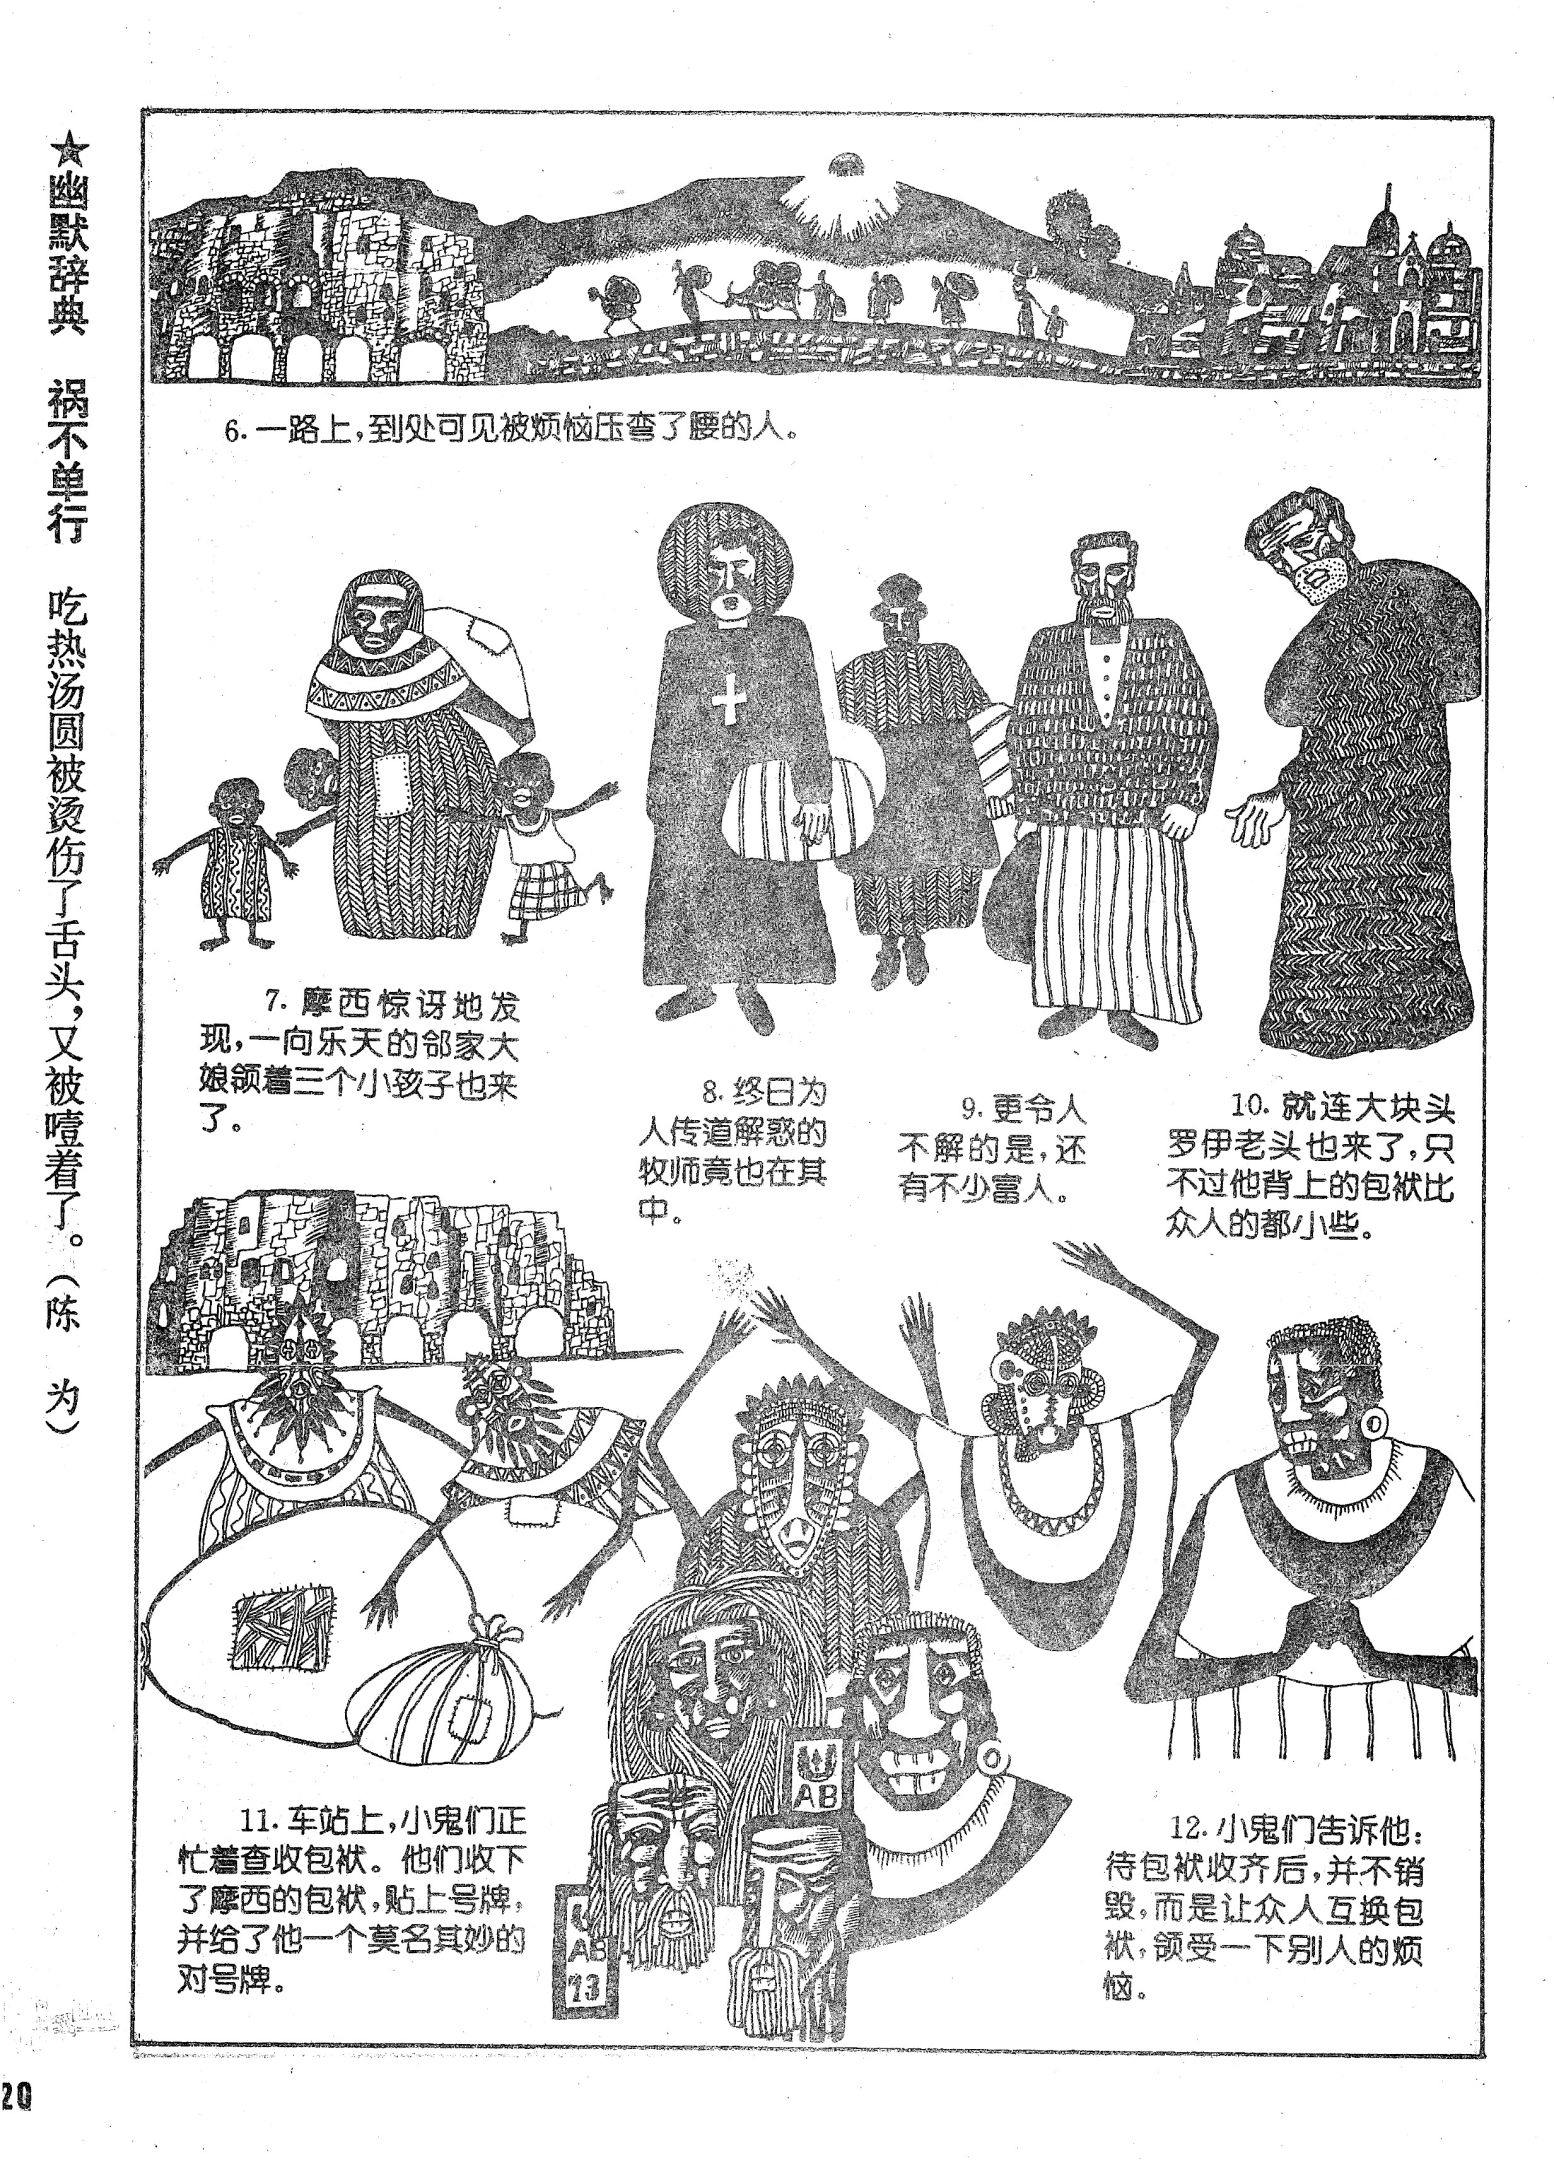 ★幽默辞典 祸不单行 吃热汤圆被烫伤了舌头，又被噎着了。（陈 为）
6. 一路上，到处可见被烦恼压弯了腰的人。
7. 摩西惊讶地发
现，一向乐天的邻家大
娘领着三个小孩子也来
了。
8. 终日为
人传道解惑的
牧师竟也在其
中。
9. 更令人
不解的是，还
有不少富人。
10. 就连大块头
罗伊老头也来了，只
不过他背上的包袱比
众人的都小些。
11. 车站上，小鬼们正
忙着查收包袱。他们收下
了摩西的包袱，贴上号牌，
并给了他一个莫名其妙的
对号牌。
AB
AB
13
12. 小鬼们告诉他：
待包袱收齐后，并不销
毁，而是让众人互换包
袱，领受一下别人的烦
恼。
20